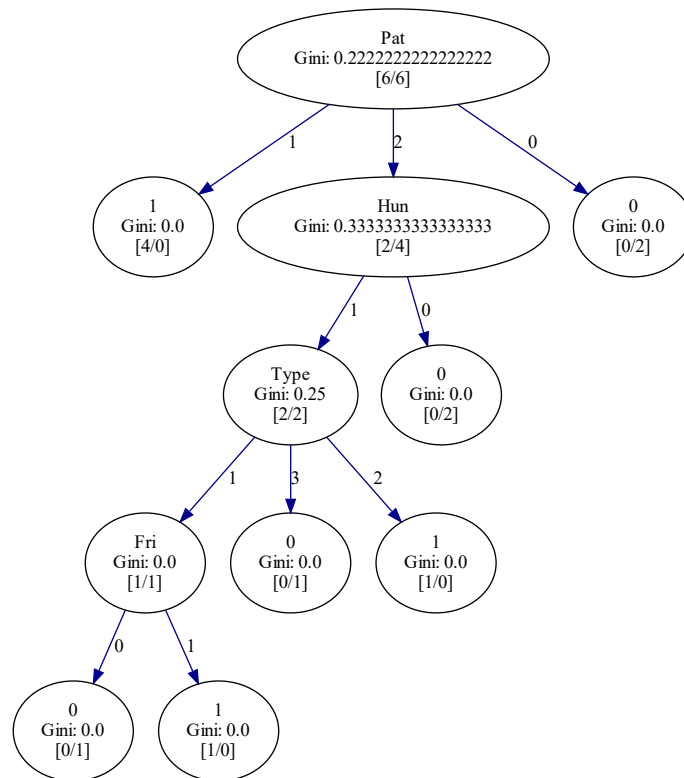 Pat
Gini: 0.2222222222222222
[6/6]
1
2
0
1
Gini: 0.0
[4/0]
Hun
Gini: 0.3333333333333333
[2/4]
0
Gini: 0.0
[0/2]
1
0
Type
Gini: 0.25
[2/2]
0
Gini: 0.0
[0/2]
1
3
2
Fri
Gini: 0.0
[1/1]
0
Gini: 0.0
[0/1]
1
Gini: 0.0
[1/0]
0
1
0
Gini: 0.0
[0/1]
1
Gini: 0.0
[1/0]